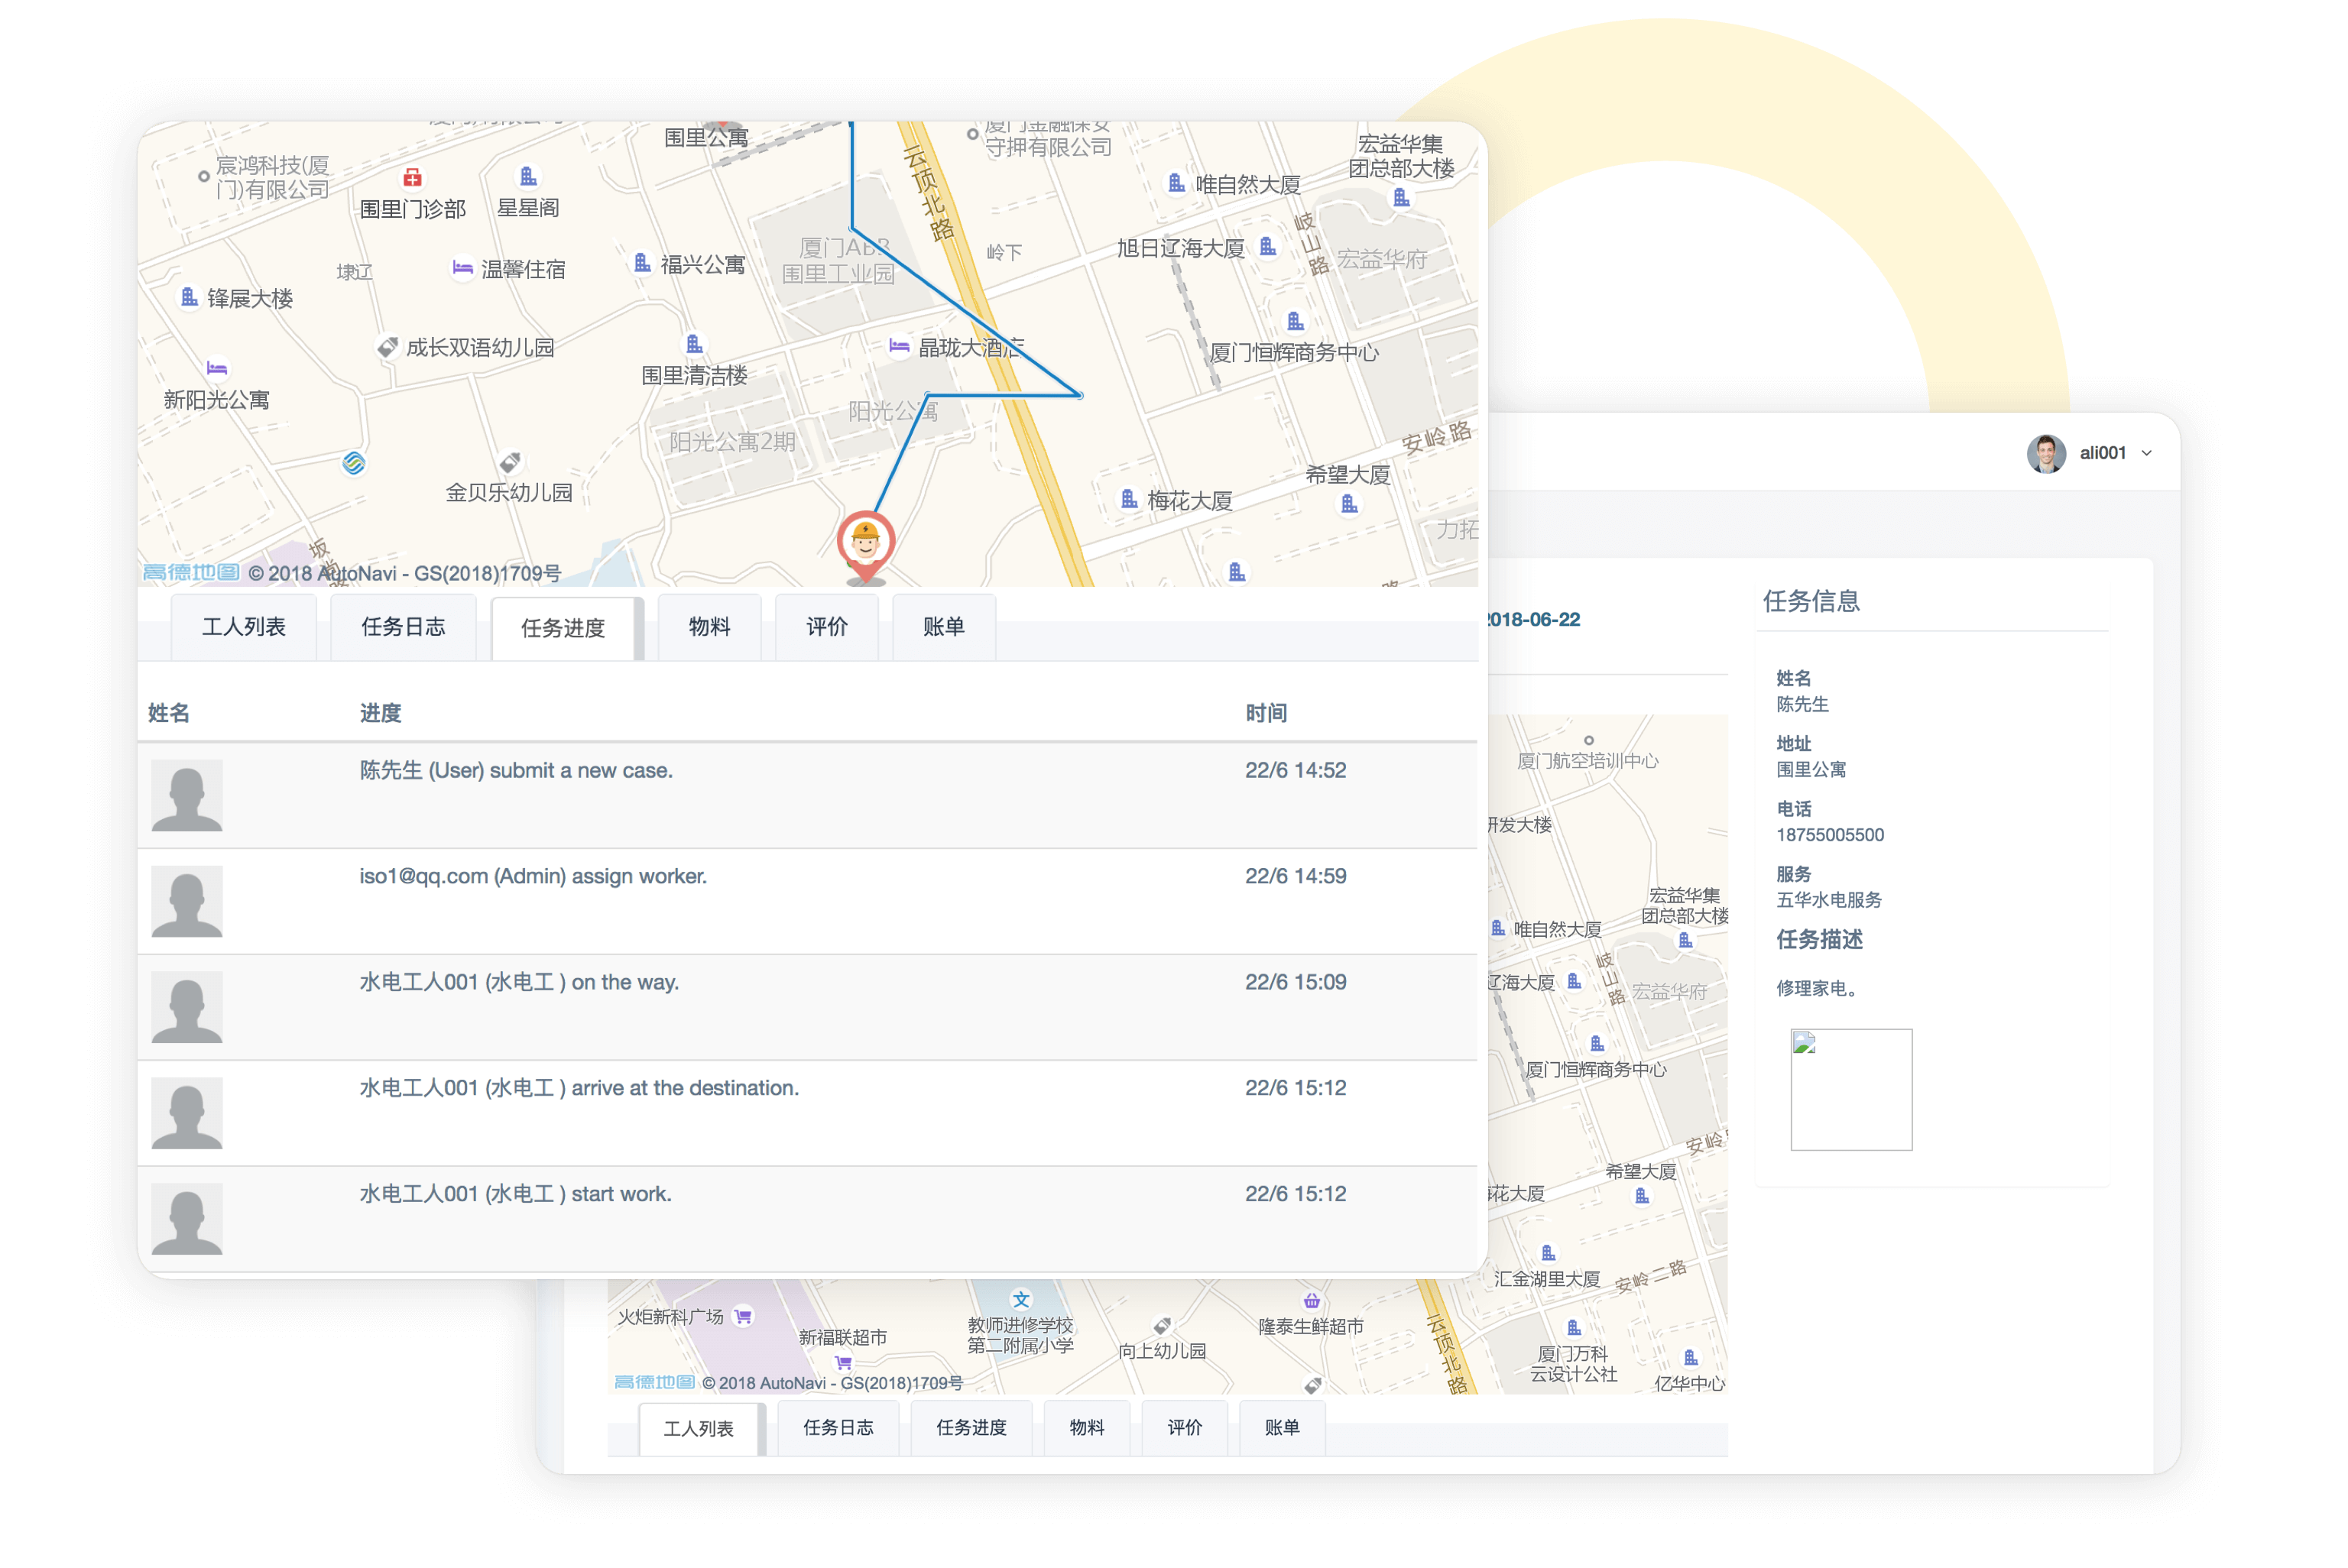 围里公寓
守押有限公司
宏益华集
团总部大楼
宸鸿科技(厦
门)有限公司
围里门诊部
星星阁
云顶北路
唯自然大厦
岐山路
旭日辽海大厦
宏益华府
厦门AB
围里工业园
岭下
埭辽
温馨住宿
福兴公寓
锋展大楼
成长双语幼儿园
围里清洁楼
晶珑大酒店
厦门恒辉商务中心
新阳光公寓
阳光公寓
阳光公寓2期
安岭路
希望大厦
金贝乐幼儿园
梅花大厦
力拓
高德地图 © 2018 AutoNavi - GS(2018)1709号
工人列表
任务日志
任务进度
物料
评价
账单
姓名
进度
时间
陈先生 (User) submit a new case.
22/6 14:52
iso1@qq.com (Admin) assign worker.
22/6 14:59
水电工人001 (水电工 ) on the way.
22/6 15:09
水电工人001 (水电工 ) arrive at the destination.
22/6 15:12
水电工人001 (水电工 ) start work.
22/6 15:12
ali001
2018-06-22
任务信息
姓名
陈先生
地址
围里公寓
电话
18755005500
服务
五华水电服务
任务描述
修理家电。
厦门航空培训中心
研发大楼
宏益华集
团总部大楼
唯自然大厦
辽海大厦
岐山路
宏益华府
厦门恒辉商务中心
安岭
希望大厦
花大厦
汇金湖里大厦
安岭二路
火炬新科广场
新福联超市
教师进修学校
第二附属小学
向上幼儿园
隆泰生鲜超市
云顶北路
厦门万科
云设计公社
亿华中心
高德地图 © 2018 AutoNavi - GS(2018)1709号
工人列表
任务日志
任务进度
物料
评价
账单